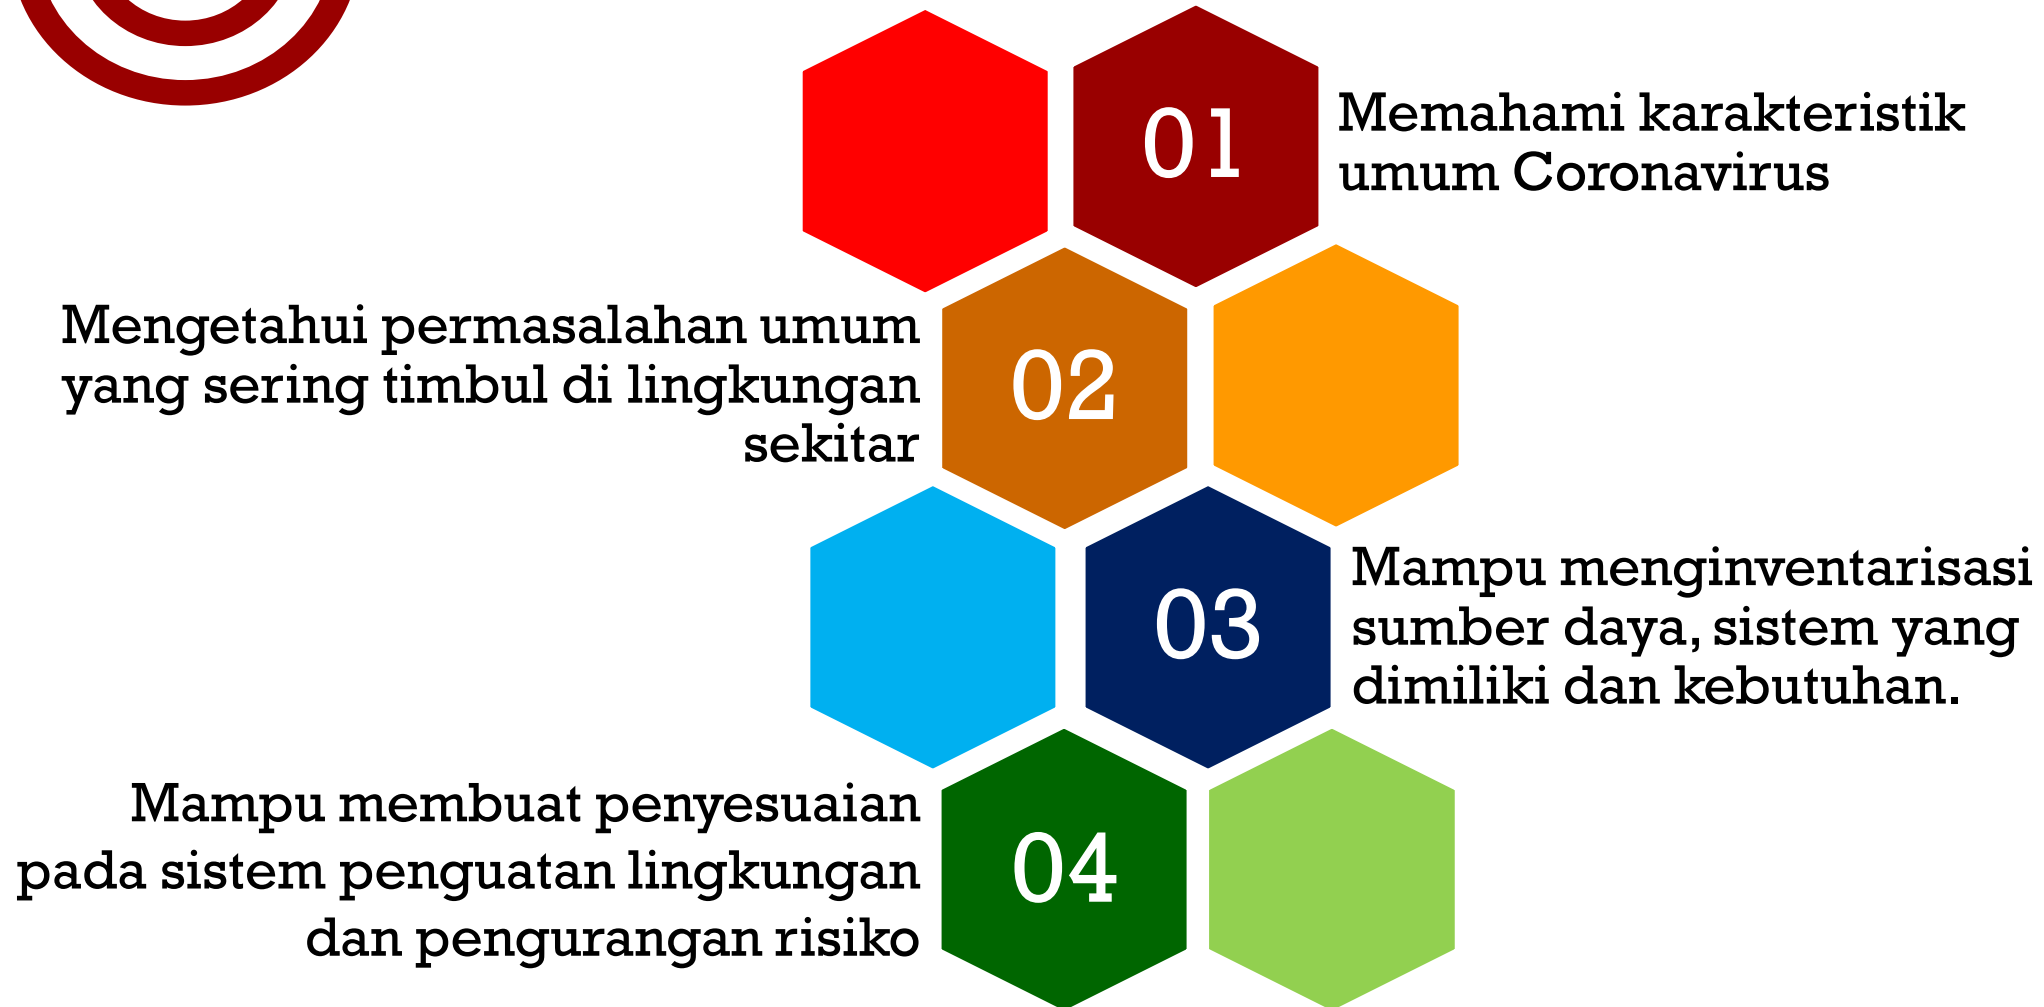 01
Memahami karakteristik
umum Coronavirus
Mengetahui permasalahan umum
yang sering timbul di lingkungan
sekitar
02
03
Mampu menginventarisasi
sumber daya, sistem yang
dimiliki dan kebutuhan.
Mampu membuat penyesuaian
pada sistem penguatan lingkungan
dan pengurangan risiko
04